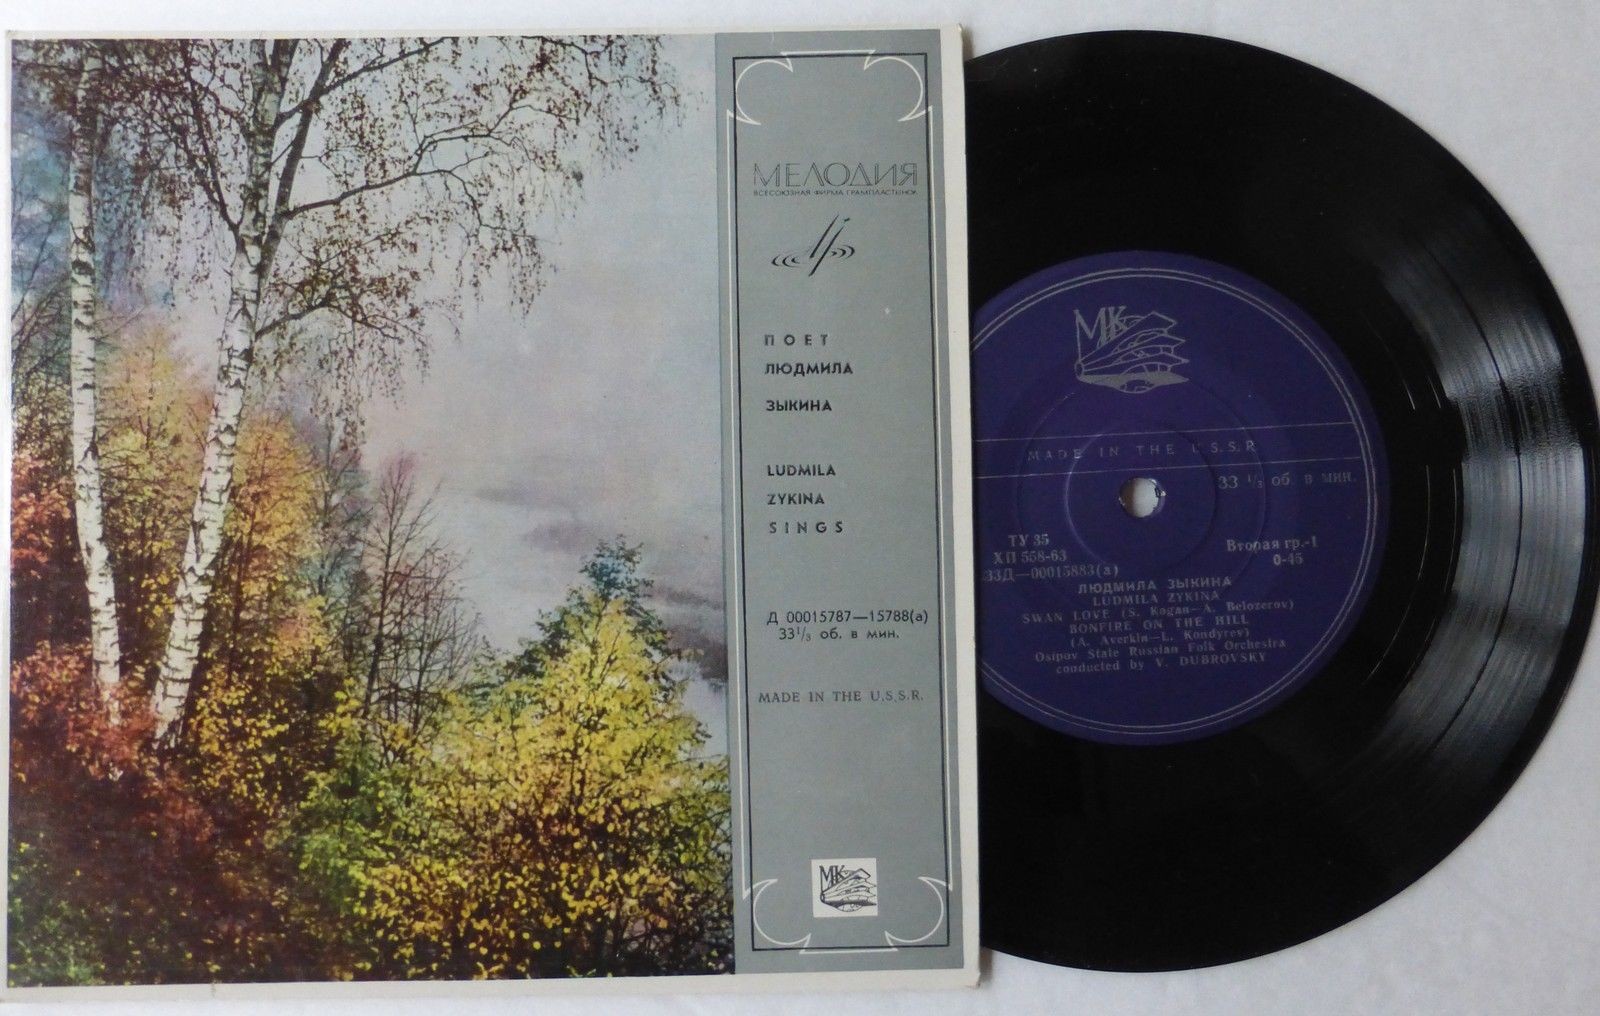 МЕЛОДИЯ
ВСЕСОЮЗНАЯ ФИРМА ГРАМПЛАСТИНОК
ПОЕТ
ЛЮДМИЛА
ЗЫКИНА
LUDMILA
ZYKINA
SINGS
Д 00015787—15788(а)
33⅓ об. в мин.
MADE IN THE U.S.S.R.
МК
МК
MADE IN THE U.S.S.R
33 ⅓ об. в мин.
ТУ 35
ХП 558-63
33Д—00015883(а)
Вторая гр.-1
0-45
ЛЮДМИЛА ЗЫКИНА
LUDMILA ZYKINA
SWAN LOVE (S. Kogan—A. Belozerov)
BONFIRE ON THE HILL
(A. Averkin—L. Kondyrev)
Osipov State Russian Folk Orchestra
conducted by V. DUBROVSKY